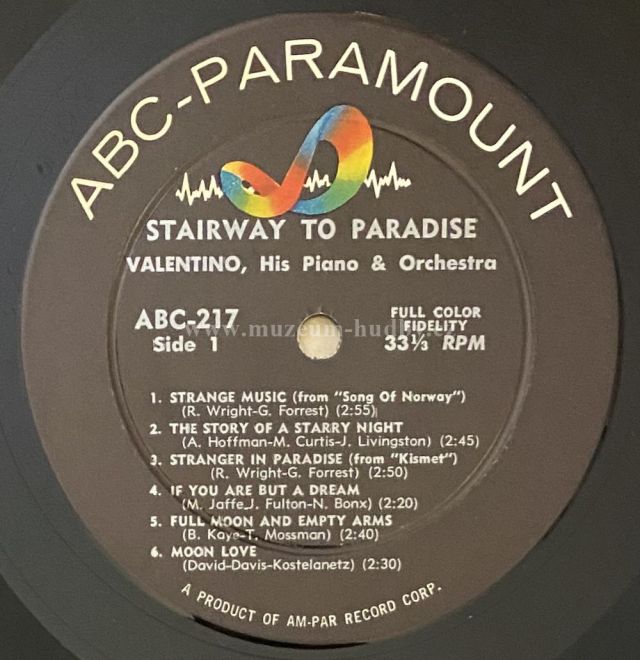 ABC-PARAMOUNT
STAIRWAY TO PARADISE
VALENTINO, His Piano & Orchestra
ABC-217
Side 1
FULL COLOR
FIDELITY
33⅓ RPM
www.muzeum-hudby.cz
1. STRANGE MUSIC (from "Song Of Norway")
(R. Wright-G. Forrest) (2:55)
2. THE STORY OF A STARRY NIGHT
(A. Hoffman-M. Curtis-J. Livingston) (2:45)
3. STRANGER IN PARADISE (from "Kismet")
(R. Wright-G. Forrest) (2:50)
4. IF YOU ARE BUT A DREAM
(M. Jaffe-J. Fulton-N. Bonx) (2:20)
5. FULL MOON AND EMPTY ARMS
(B. Kaye-T. Mossman) (2:40)
6. MOON LOVE
(David-Davis-Kostelanetz) (2:30)
A PRODUCT OF AM-PAR RECORD CORP.